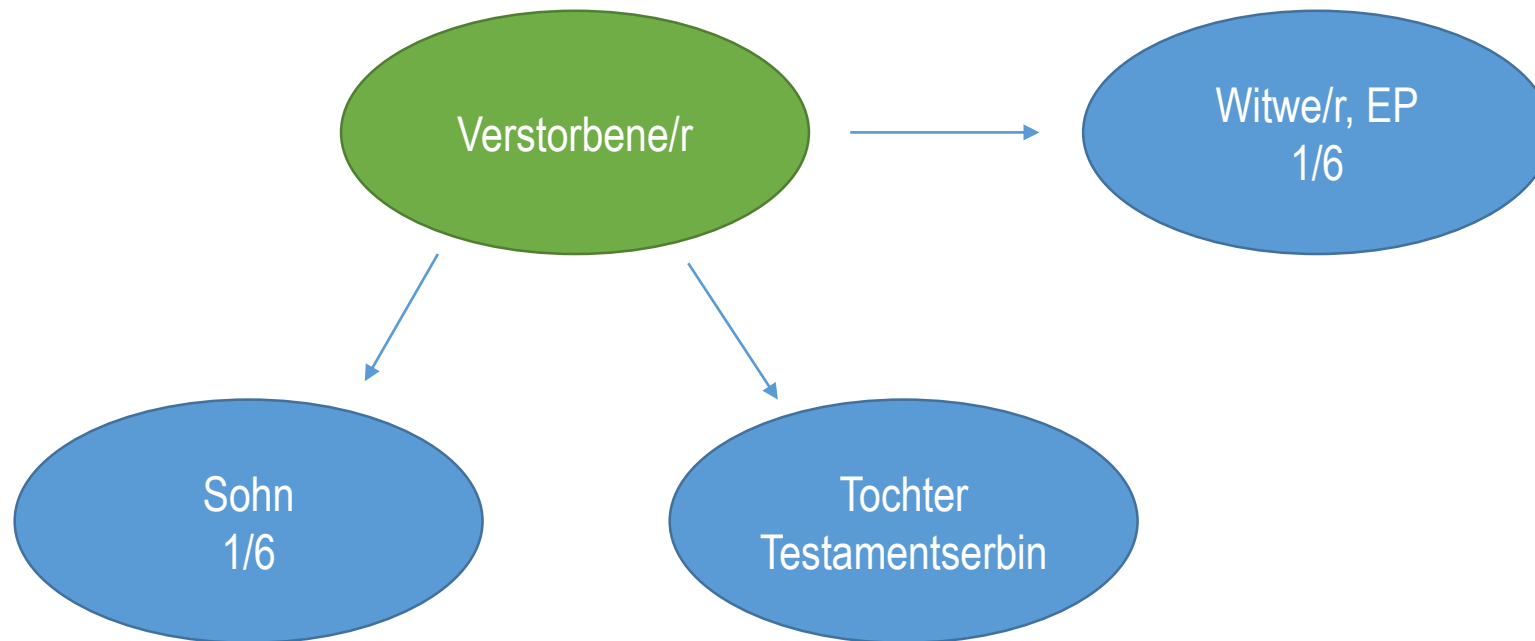 Verstorbene/r
Witwe/r, EP
1/6
Sohn
1/6
Tochter
Testamentserbin